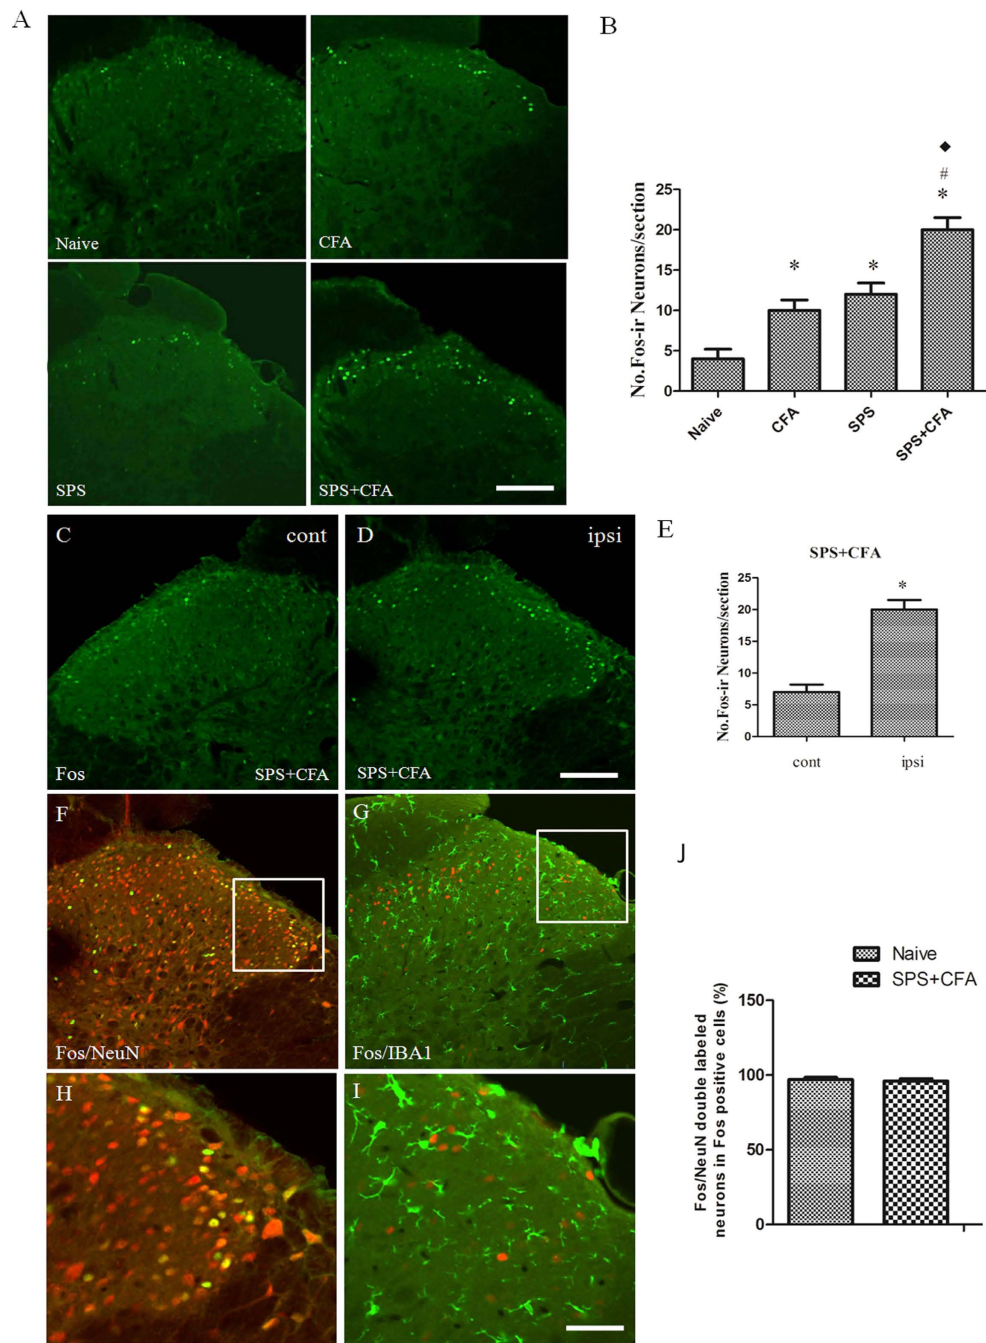 A
B
Naive
CFA
SPS
SPS+CFA
No.Fos-ir Neurons/section
25
20
15
10
5
0
*
*
◆
#
*
Naive
CFA
SPS
SPS+CFA
C
cont
D
ipsi
Fos
SPS+CFA
SPS+CFA
E
SPS+CFA
No.Fos-ir Neurons/section
25
20
15
10
5
0
*
cont
ipsi
F
Fos/NeuN
G
Fos/IBA1
H
I
J
Naive
SPS+CFA
Fos/NeuN double labeled
neurons in Fos positive cells (%)
150
100
50
0